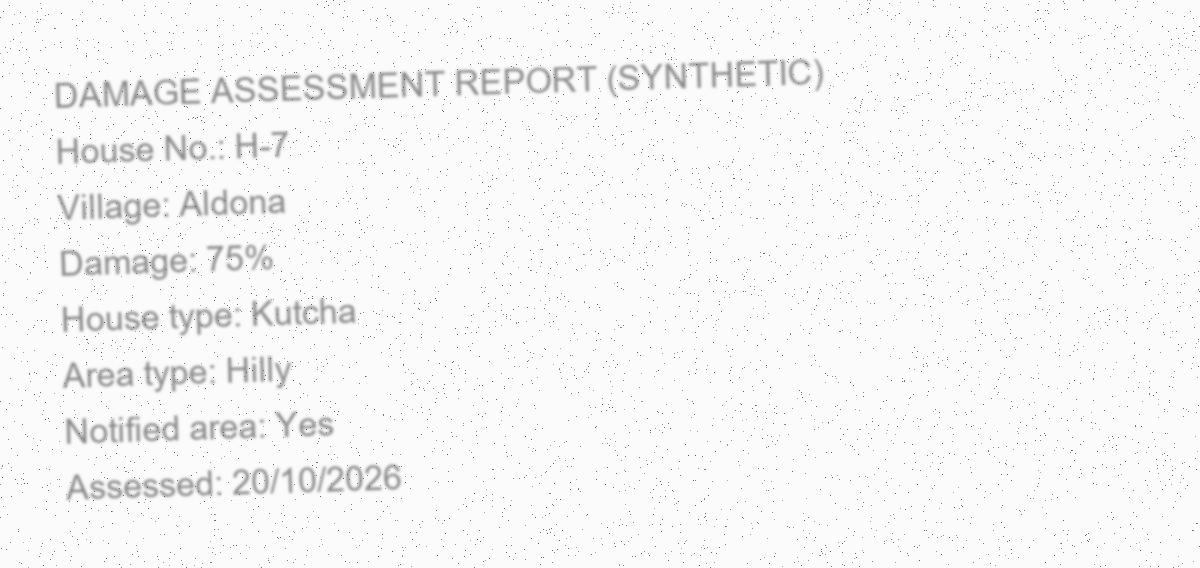 DAMAGE ASSESSMENT REPORT (SYNTHETIC)
House No.: H-7
Village: Aldona
Damage: 75%
House type: Kutcha
Area type: Hilly
Notified area: Yes
Assessed: 20/10/2026